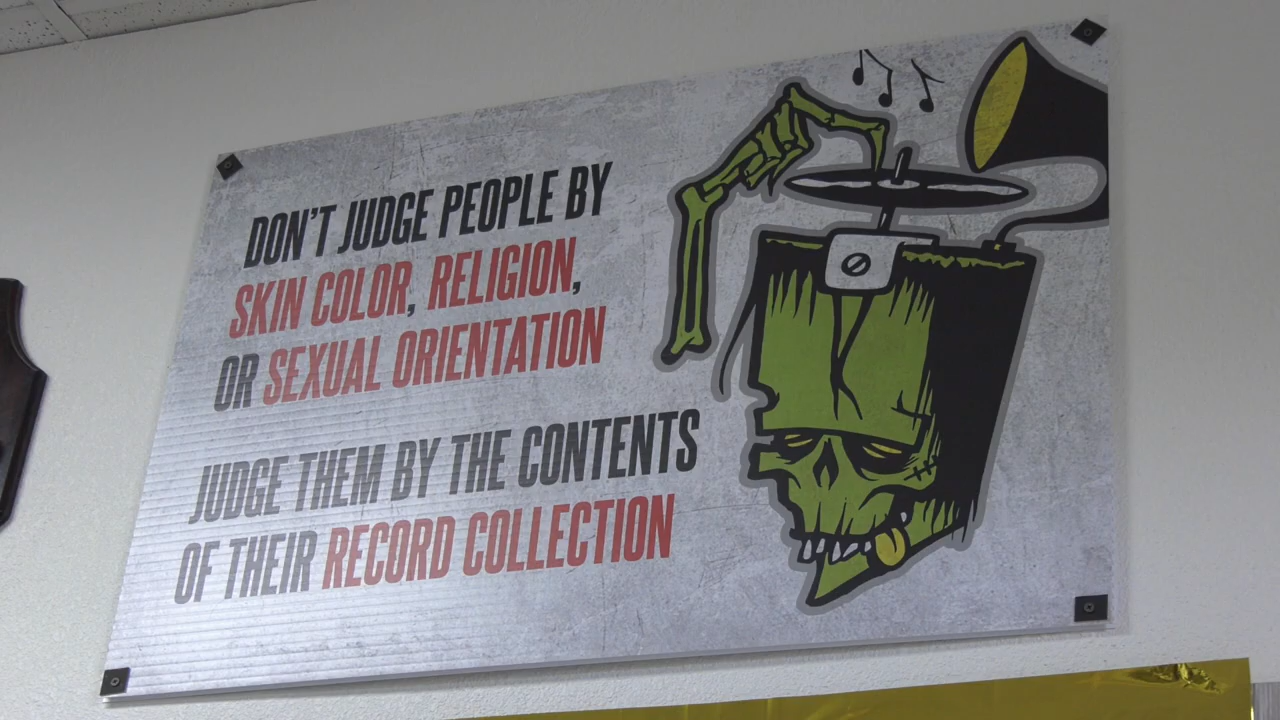 DON'T JUDGE PEOPLE BY
SKIN COLOR, RELIGION,
OR SEXUAL ORIENTATION
JUDGE THEM BY THE CONTENTS
OF THEIR RECORD COLLECTION